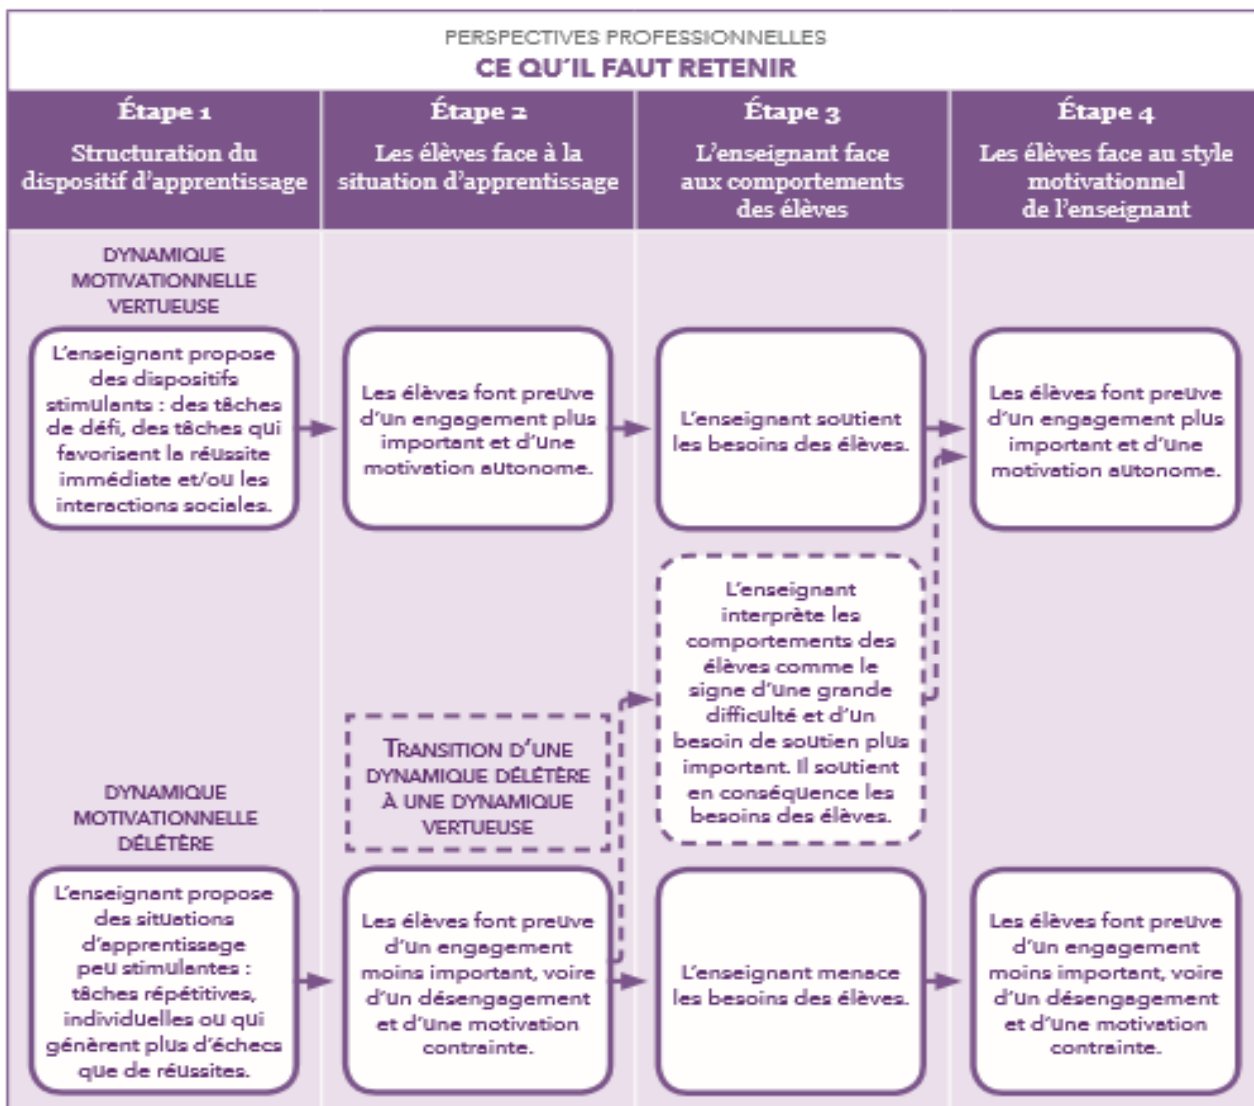 PERSPECTIVES PROFESSIONNELLES
CE QU'IL FAUT RETENIR
Étape 1
Structuration du
dispositif d'apprentissage
Étape 2
Les élèves face à la
situation d'apprentissage
Étape 3
L'enseignant face
aux comportements
des élèves
Étape 4
Les élèves face au style
motivationnel
de l'enseignant
DYNAMIQUE
MOTIVATIONNELLE
VERTUEUSE
L'enseignant propose
des dispositifs
stimulants : des tâches
de défi, des tâches qui
favorisent la réussite
immédiate et/ou les
interactions sociales.
Les élèves font preuve
d'un engagement plus
important et d'une
motivation autonome.
L'enseignant soutient
les besoins des élèves.
Les élèves font preuve
d'un engagement plus
important et d'une
motivation autonome.
L'enseignant
interprète les
comportements des
élèves comme le
signe d'une grande
difficulté et d'un
besoin de soutien plus
important. Il soutient
en conséquence les
besoins des élèves.
TRANSITION D'UNE
DYNAMIQUE DÉLÉTÈRE
À UNE DYNAMIQUE
VERTUEUSE
DYNAMIQUE
MOTIVATIONNELLE
DÉLÉTÈRE
L'enseignant propose
des situations
d'apprentissage
peu stimulantes :
tâches répétitives,
individuelles ou qui
génèrent plus d'échecs
que de réussites.
Les élèves font preuve
d'un engagement
moins important, voire
d'un désengagement
et d'une motivation
contrainte.
L'enseignant menace
les besoins des élèves.
Les élèves font preuve
d'un engagement
moins important, voire
d'un désengagement
et d'une motivation
contrainte.